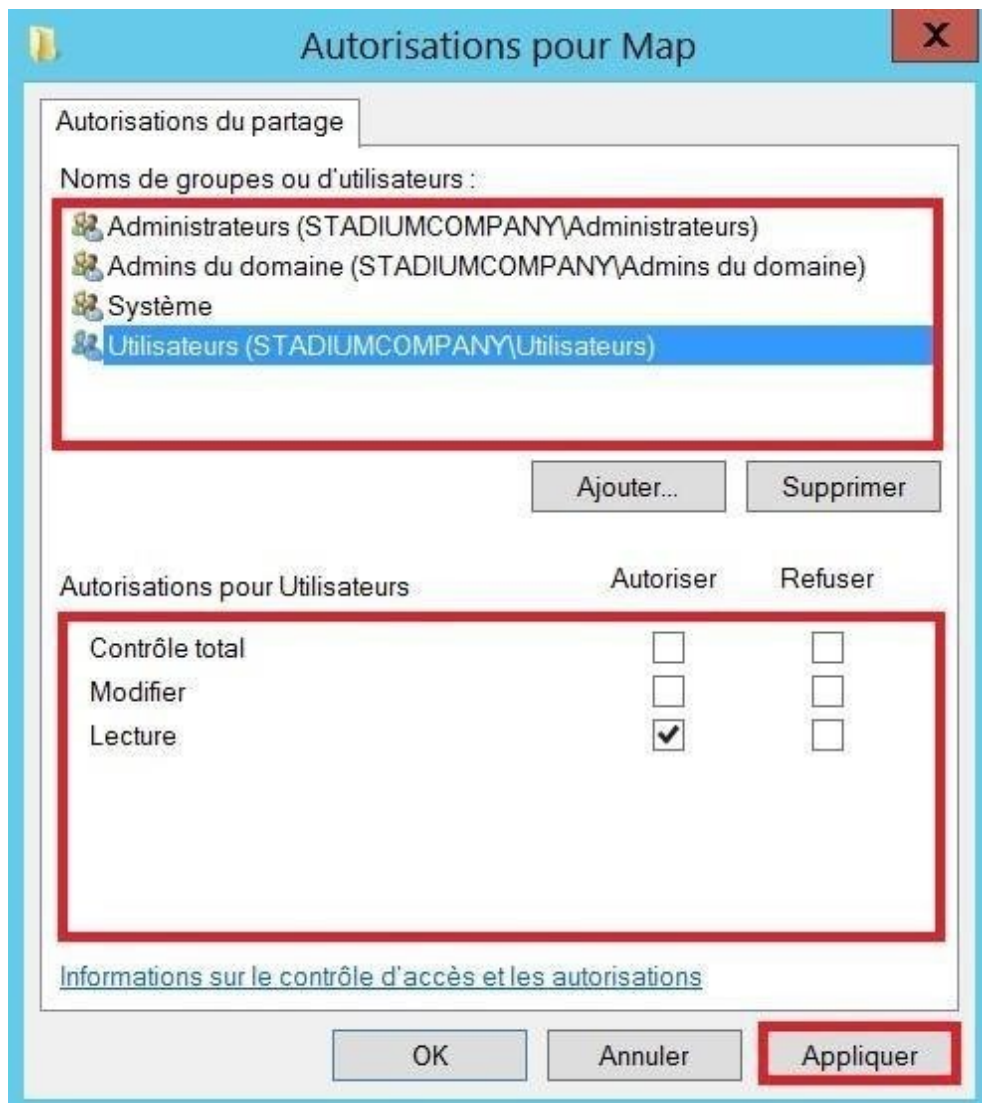 Autorisations pour Map
X
Autorisations du partage
Noms de groupes ou d'utilisateurs :
Administrateurs (STADIUMCOMPANY\Administrateurs)
Admins du domaine (STADIUMCOMPANY\Admins du domaine)
Système
Utilisateurs (STADIUMCOMPANY\Utilisateurs)
Ajouter... Supprimer
Autorisations pour Utilisateurs Autoriser Refuser
Contrôle total
Modifier
Lecture
Informations sur le contrôle d'accès et les autorisations
OK Annuler Appliquer